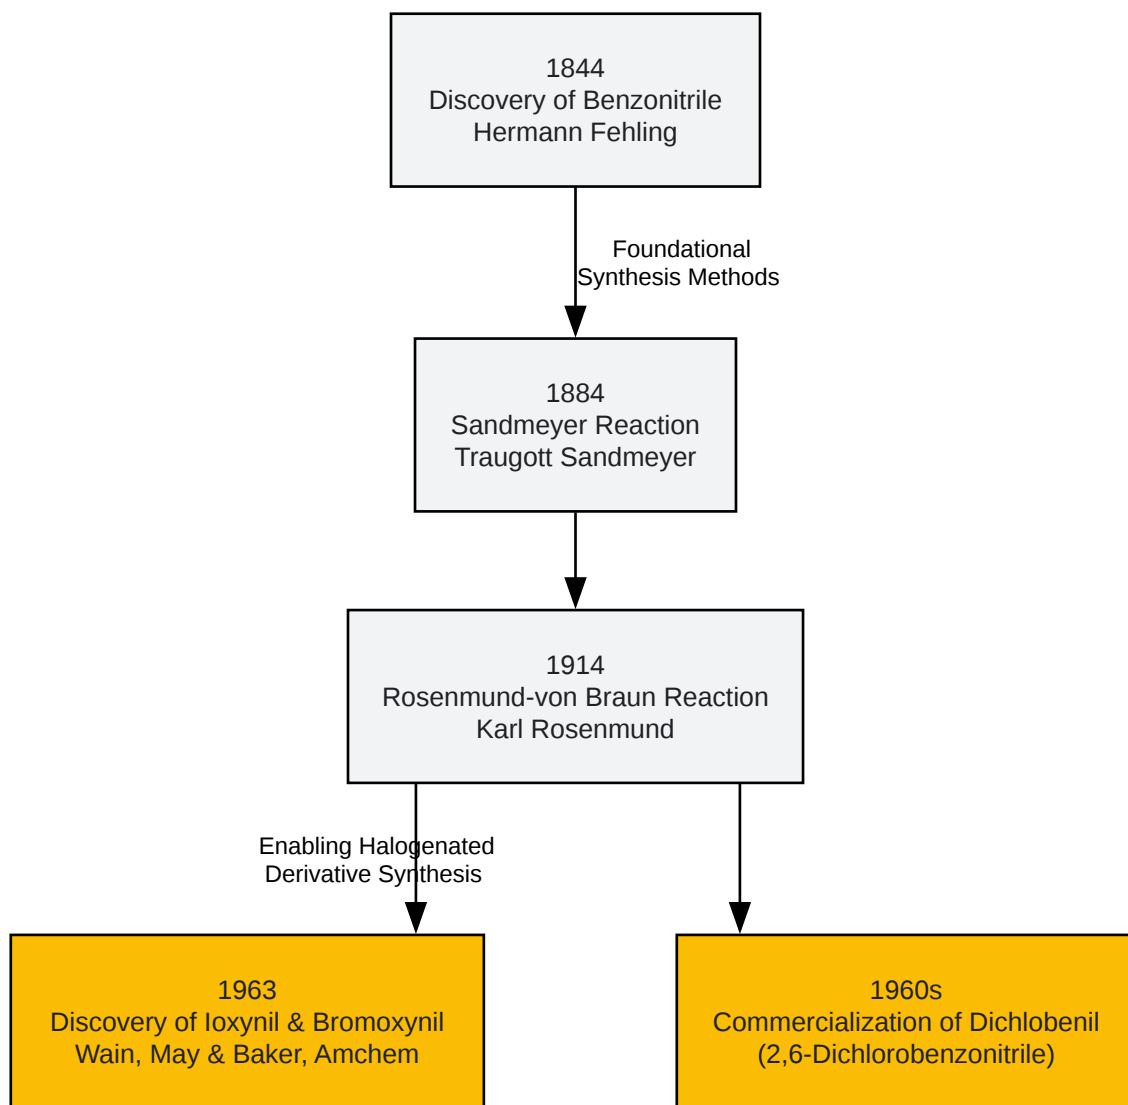 1844
Discovery of Benzonitrile
Hermann Fehling
Foundational
Synthesis Methods
1884
Sandmeyer Reaction
Traugott Sandmeyer
1914
Rosenmund-von Braun Reaction
Karl Rosenmund
Enabling Halogenated
Derivative Synthesis
1963
Discovery of Ioxynil & Bromoxynil
Wain, May & Baker, Amchem
1960s
Commercialization of Dichlobenil
(2,6-Dichlorobenzonitrile)